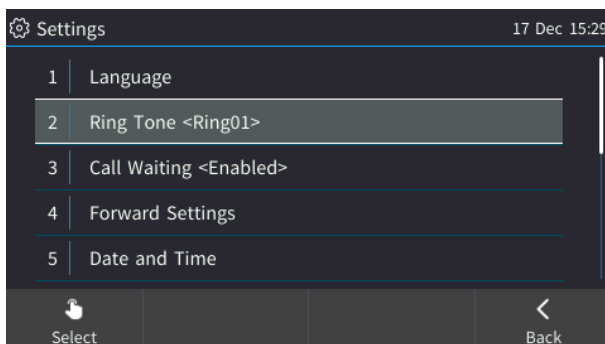 Settings 17 Dec 15:29
1 Language
2 Ring Tone <Ring01>
3 Call Waiting <Enabled>
4 Forward Settings
5 Date and Time
Select Back